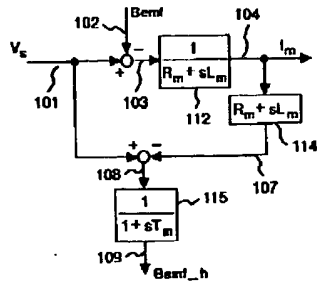 102
Bemf
104
V_s
I_m
101
+
−
103
1
R_m + sL_m
112
R_m + sL_m
114
+
−
108
107
1
1 + sT_m
115
109
Bemf_h